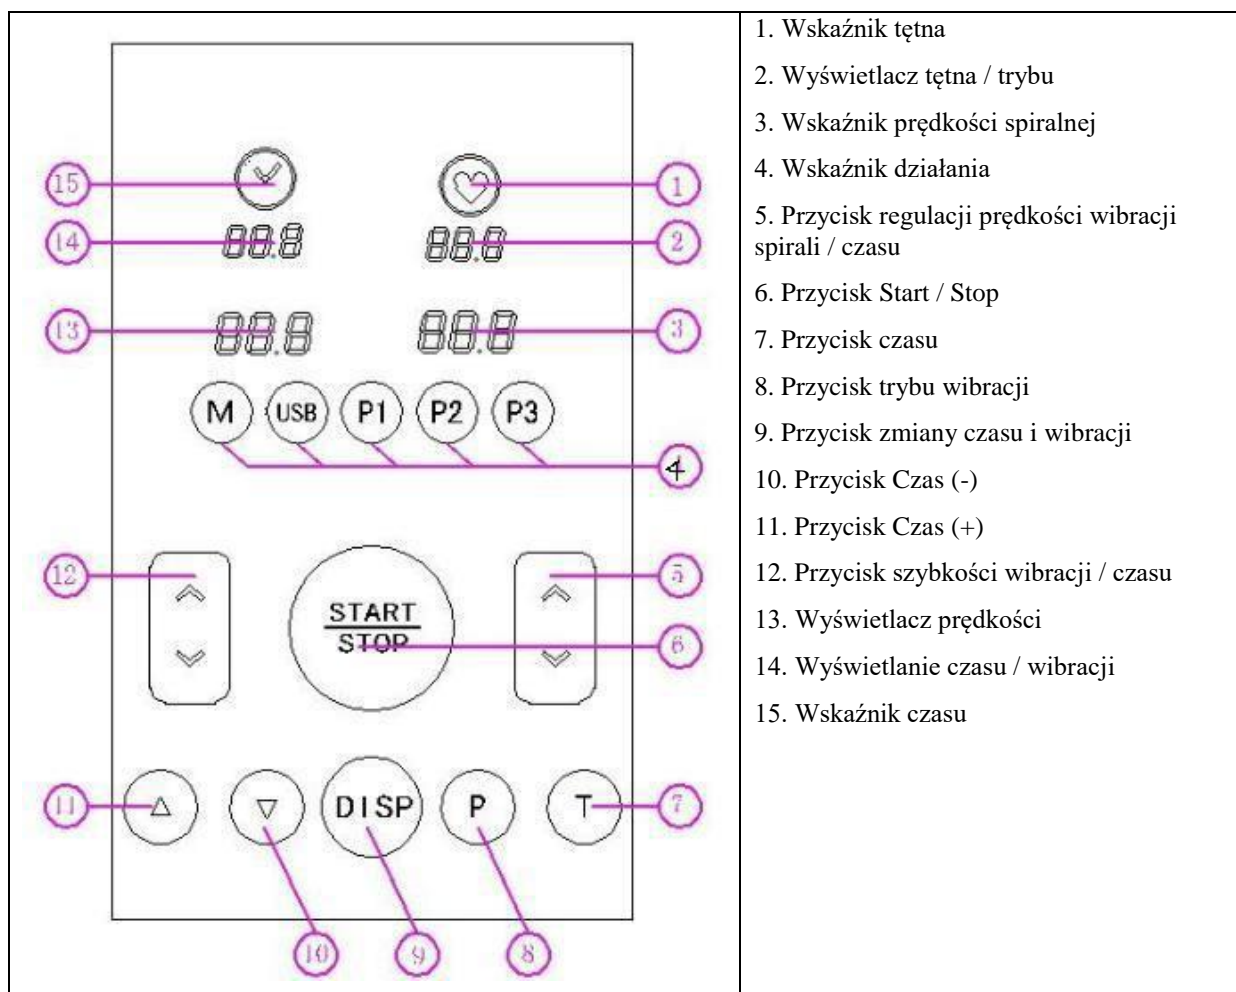 15
1
14
88.8
88.8
2
13
88.8
88.8
3
M
USB
P1
P2
P3
4
12
5
START
STOP
6
11
DISP
P
T
7
10
9
8
1. Wskaźnik tętna
2. Wyświetlacz tętna / trybu
3. Wskaźnik prędkości spiralnej
4. Wskaźnik działania
5. Przycisk regulacji prędkości wibracji
spirali / czasu
6. Przycisk Start / Stop
7. Przycisk czasu
8. Przycisk trybu wibracji
9. Przycisk zmiany czasu i wibracji
10. Przycisk Czas (-)
11. Przycisk Czas (+)
12. Przycisk szybkości wibracji / czasu
13. Wyświetlacz prędkości
14. Wyświetlanie czasu / wibracji
15. Wskaźnik czasu